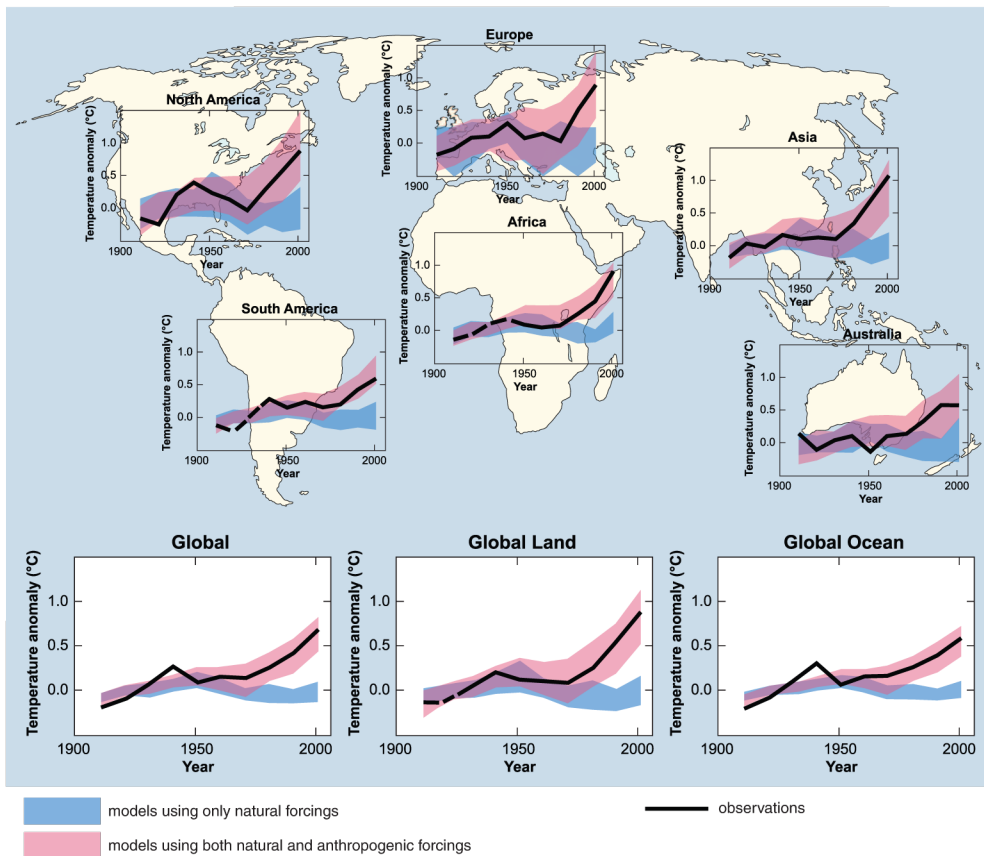 Europe
Temperature anomaly (°C)
1.0
0.5
0.0
1900
1950
2000
Year
North America
Temperature anomaly (°C)
1.0
0.5
0.0
1900
1950
2000
Year
Asia
Temperature anomaly (°C)
1.0
0.5
0.0
1900
1950
2000
Year
Africa
Temperature anomaly (°C)
1.0
0.5
0.0
1900
1950
2000
Year
South America
Temperature anomaly (°C)
1.0
0.5
0.0
1900
1950
2000
Year
Australia
Temperature anomaly (°C)
1.0
0.5
0.0
1900
1950
2000
Year
Global
Temperature anomaly (°C)
1.0
0.5
0.0
1900
1950
2000
Year
Global Land
Temperature anomaly (°C)
1.0
0.5
0.0
1900
1950
2000
Year
Global Ocean
Temperature anomaly (°C)
1.0
0.5
0.0
1900
1950
2000
Year
models using only natural forcings
observations
models using both natural and anthropogenic forcings